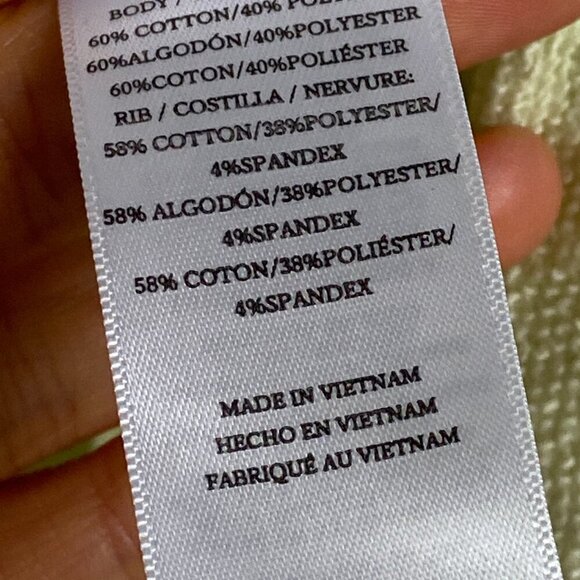 BODY /
60% COTTON/40%
60%ALGODÓN/40%POLYESTER
60%COTON/40%POLIÉSTER
RIB / COSTILLA / NERVURE:
58% COTTON/38%POLYESTER/
4%SPANDEX
58% ALGODÓN/38%POLYESTER/
4%SPANDEX
58% COTON/38%POLIÉSTER/
4%SPANDEX
MADE IN VIETNAM
HECHO EN VIETNAM
FABRIQUÉ AU VIETNAM